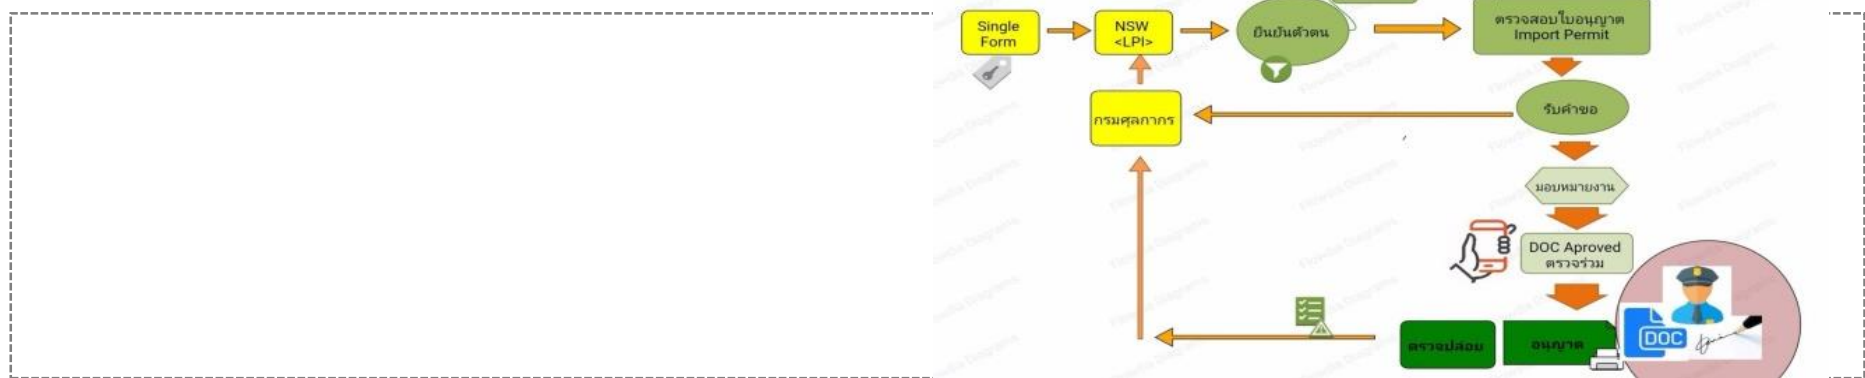 Single
Form
NSW
<LPI>
ยืนยันตัวตน
ตรวจสอบใบอนุญาต
Import Permit
รับคำขอ
กรมศุลกากร
มอบหมายงาน
DOC Aproved
ตรวจร่วม
ตรวจปล่อย
อนุญาต
DOC